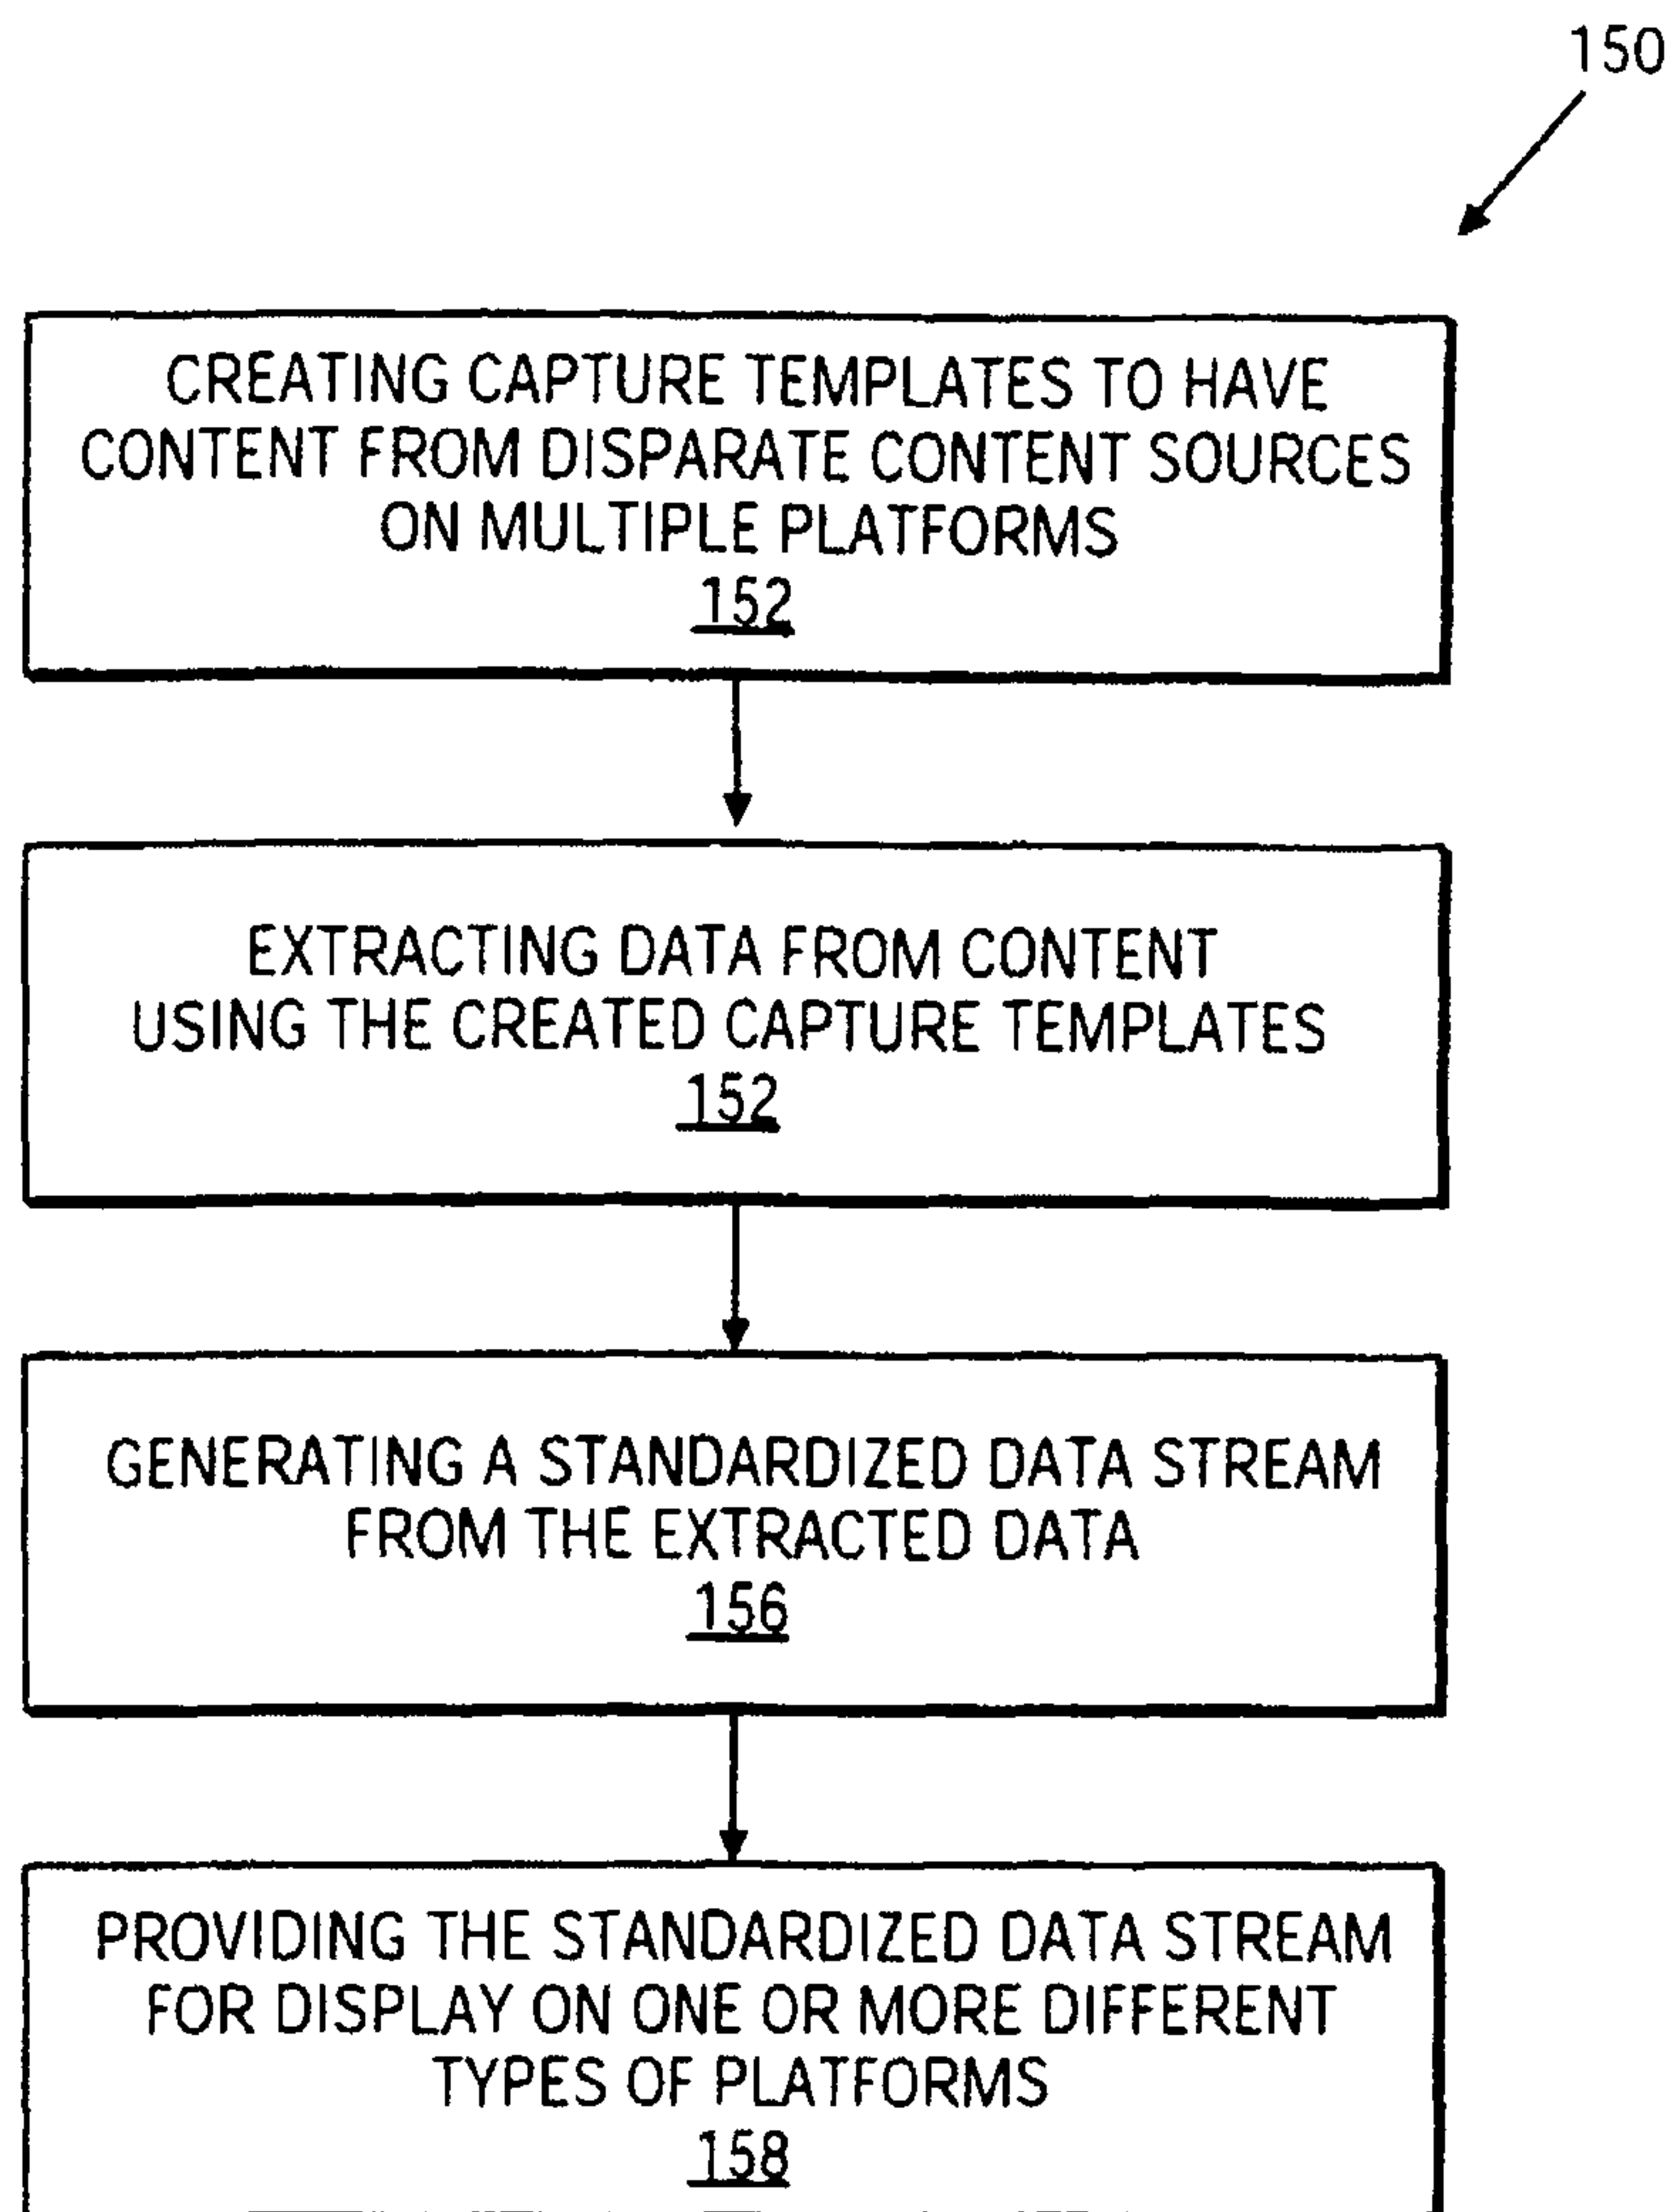 150
CREATING CAPTURE TEMPLATES TO HAVE
CONTENT FROM DISPARATE CONTENT SOURCES
ON MULTIPLE PLATFORMS
152
EXTRACTING DATA FROM CONTENT
USING THE CREATED CAPTURE TEMPLATES
152
GENERATING A STANDARDIZED DATA STREAM
FROM THE EXTRACTED DATA
156
PROVIDING THE STANDARDIZED DATA STREAM
FOR DISPLAY ON ONE OR MORE DIFFERENT
TYPES OF PLATFORMS
158